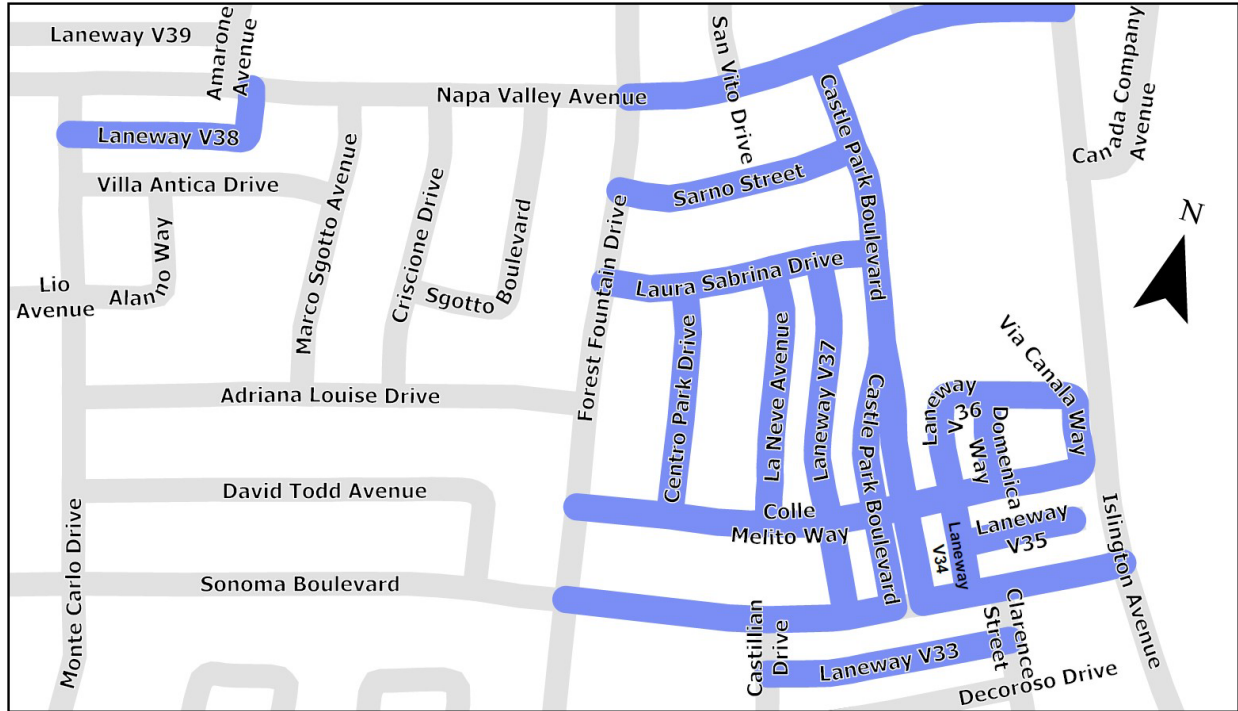 Laneway V39
Amarone
Avenue
San Vito Drive
Canada Company
Avenue
Napa Valley Avenue
Laneway V38
Castle Park Boulevard
Villa Antica Drive
Sarno Street
N
Alanno Way
Marco Sgotto Avenue
Criscione Drive
Sgotto
Boulevard
Forest Fountain Drive
Laura Sabrina Drive
Lio
Avenue
Centro Park Drive
La Neve Avenue
Laneway V37
Castle Park Boulevard
Laneway
V36
Domenica
Way
Via Canala Way
Adriana Louise Drive
David Todd Avenue
Colle
Melito Way
Laneway
V35
Laneway
V34
Islington Avenue
Monte Carlo Drive
Sonoma Boulevard
Castillian
Drive
Laneway V33
Clarence
Street
Decoroso Drive